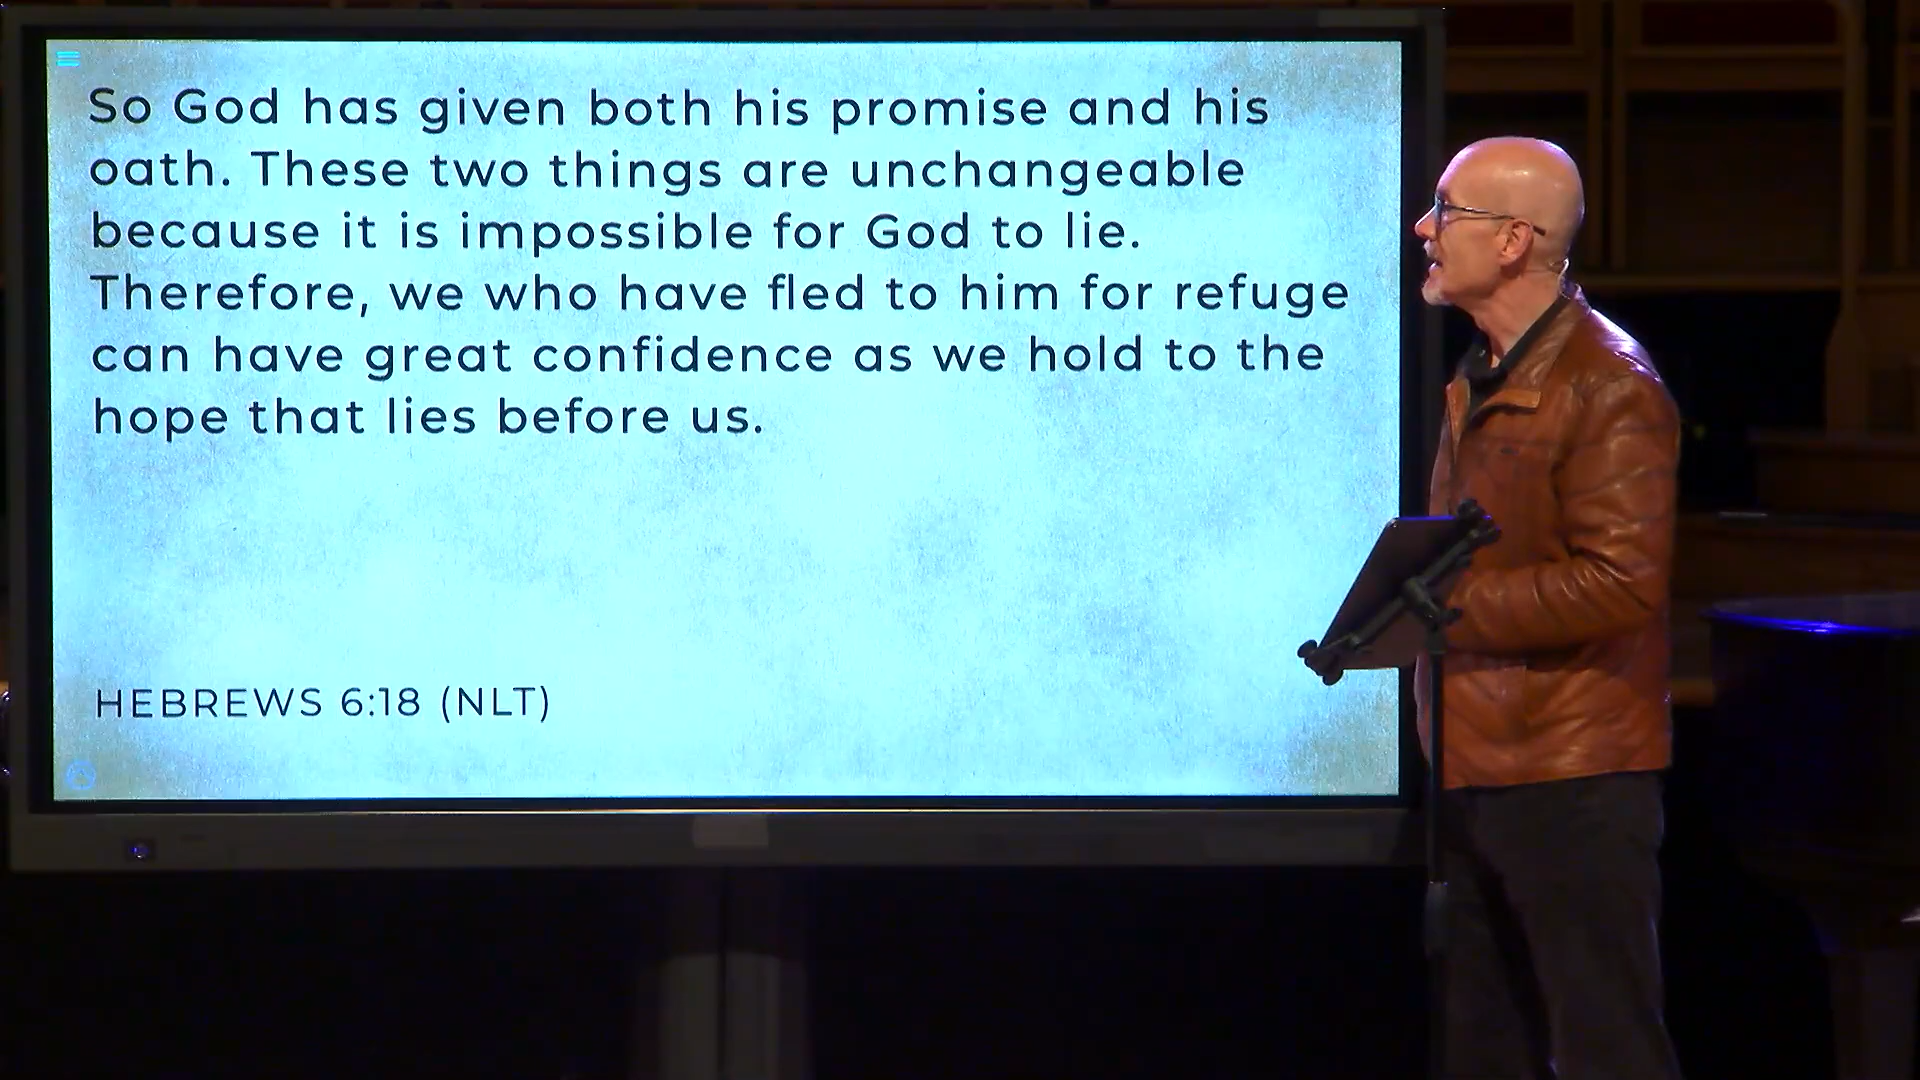 So God has given both his promise and his
oath. These two things are unchangeable
because it is impossible for God to lie.
Therefore, we who have fled to him for refuge
can have great confidence as we hold to the
hope that lies before us.
HEBREWS 6:18 (NLT)